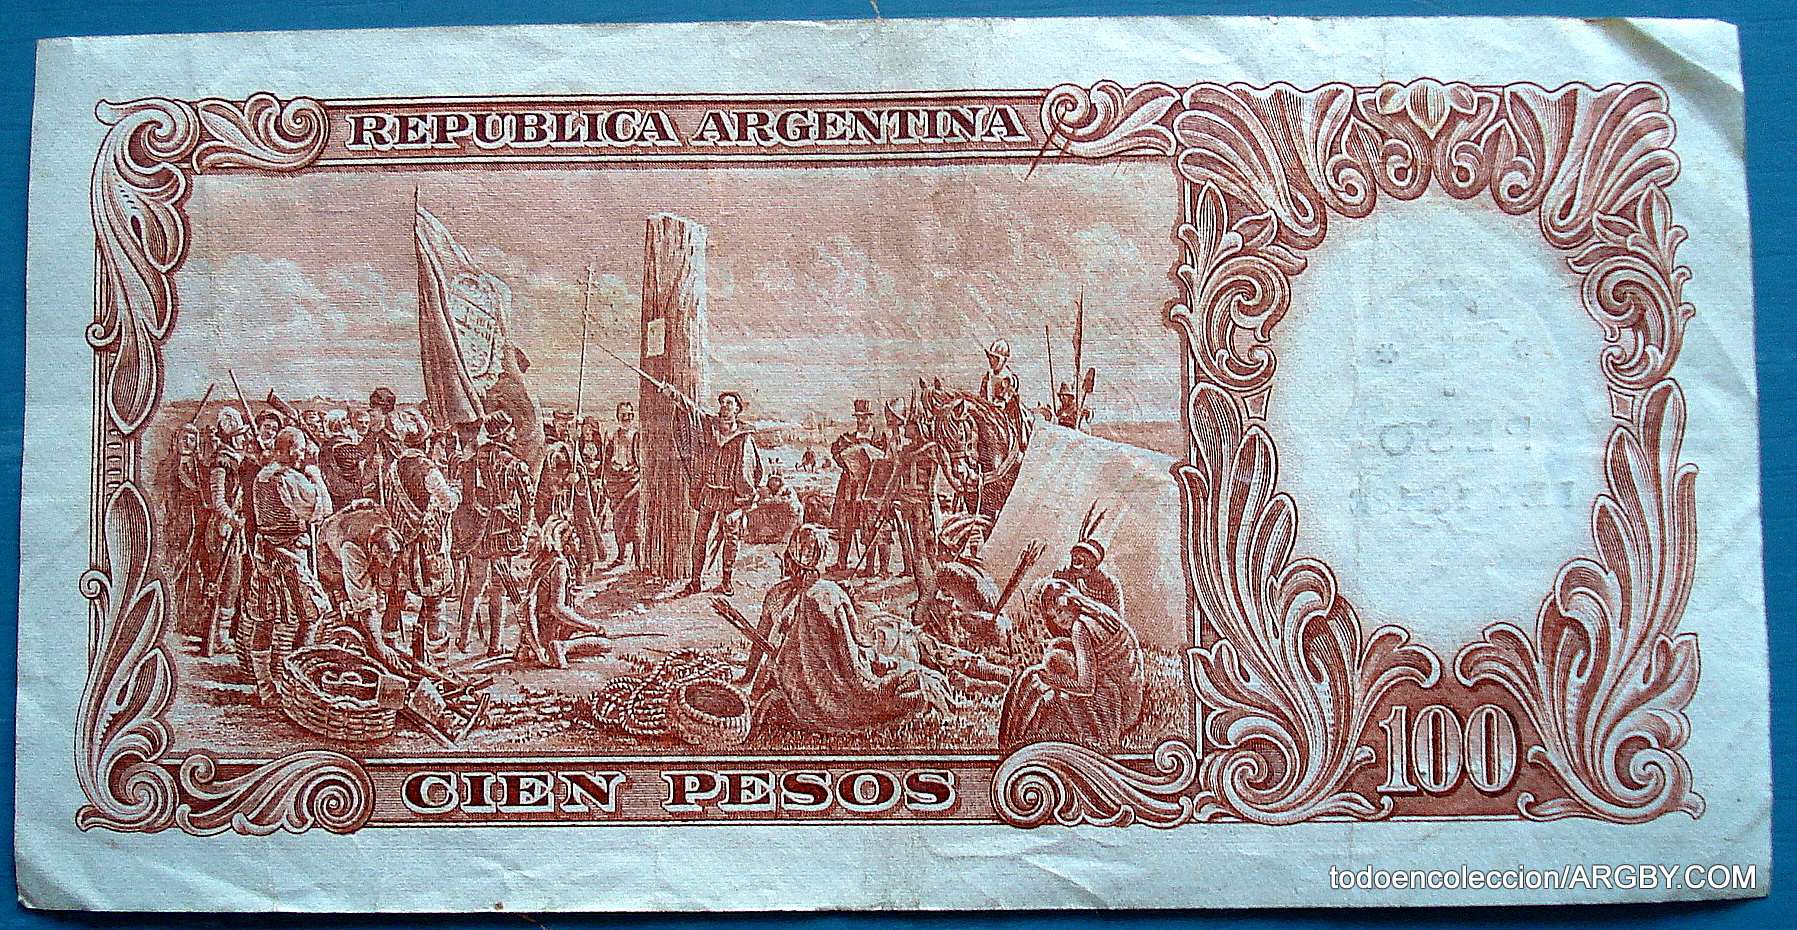 REPUBLICA ARGENTINA
CIEN PESOS
100
todoencoleccion/ARGBY.COM